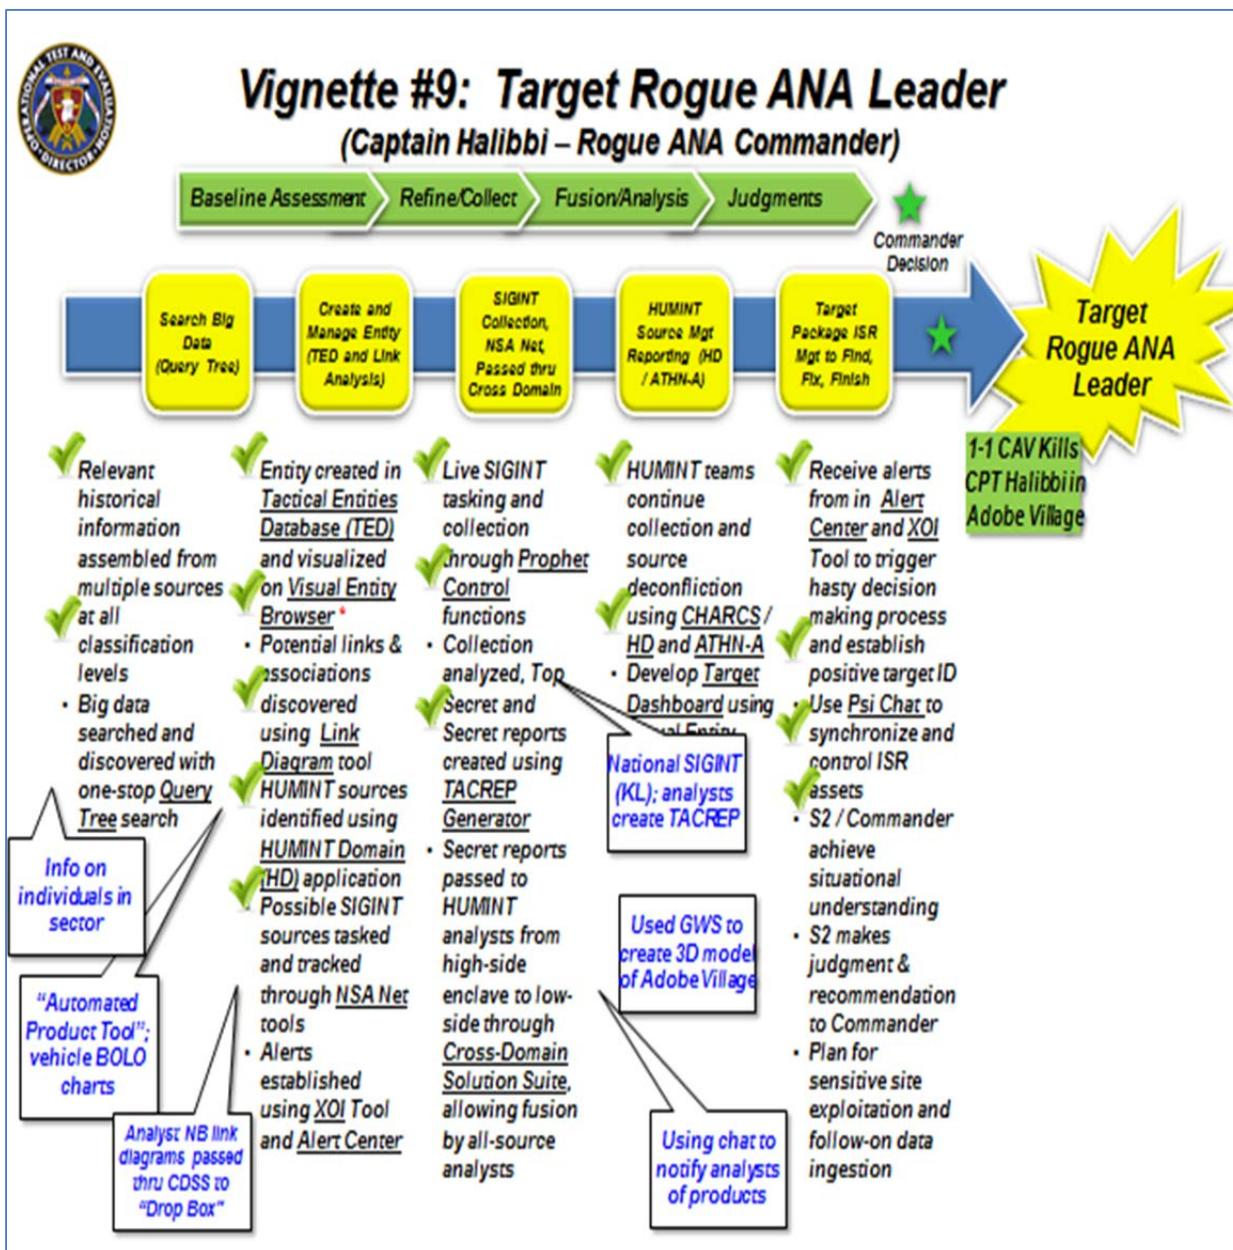 OPERATIONAL TEST AND EVALUATION
DIRECTOR
Vignette #9: Target Rogue ANA Leader
(Captain Halibbi – Rogue ANA Commander)
Baseline Assessment
Refine/Collect
Fusion/Analysis
Judgments
Commander
Decision
Search Big
Data
(Query Tree)
Create and
Manage Entity
(TED and Link
Analysis)
SIGINT
Collection,
NSA Net,
Passed thru
Cross Domain
HUMINT
Source Mgt
Reporting (HD
/ ATHN-A)
Target
Package ISR
Mgt to Find,
Fix, Finish
Target
Rogue ANA
Leader
1-1 CAV Kills
CPT Halibbi in
Adobe Village
Relevant
historical
information
assembled from
multiple sources
at all
classification
levels
• Big data
searched and
discovered with
one-stop Query
Tree search
Entity created in
Tactical Entities
Database (TED)
and visualized
on Visual Entity
Browser *
• Potential links &
associations
discovered
using Link
Diagram tool
HUMINT sources
identified using
HUMINT Domain
(HD) application
• Possible SIGINT
sources tasked
and tracked
through NSA Net
tools
• Alerts
established
using XOI Tool
and Alert Center
Live SIGINT
tasking and
collection
through Prophet
Control
functions
• Collection
analyzed, Top
Secret and
Secret reports
created using
TACREP
Generator
• Secret reports
passed to
HUMINT
analysts from
high-side
enclave to low-
side through
Cross-Domain
Solution Suite,
allowing fusion
by all-source
analysts
HUMINT teams
continue
collection and
source
deconfliction
using CHARCS /
HD and ATHN-A
• Develop Target
Dashboard using
Entity
Receive alerts
from in Alert
Center and XOI
Tool to trigger
hasty decision
making process
and establish
positive target ID
• Use Psi Chat to
synchronize and
control ISR
assets
• S2 / Commander
achieve
situational
understanding
• S2 makes
judgment &
recommendation
to Commander
• Plan for
sensitive site
exploitation and
follow-on data
ingestion
Info on
individuals in
sector
"Automated
Product Tool";
vehicle BOLO
charts
Analyst NB link
diagrams passed
thru CDSS to
"Drop Box"
National SIGINT
(KL); analysts
create TACREP
Used GWS to
create 3D model
of Adobe Village
Using chat to
notify analysts
of products